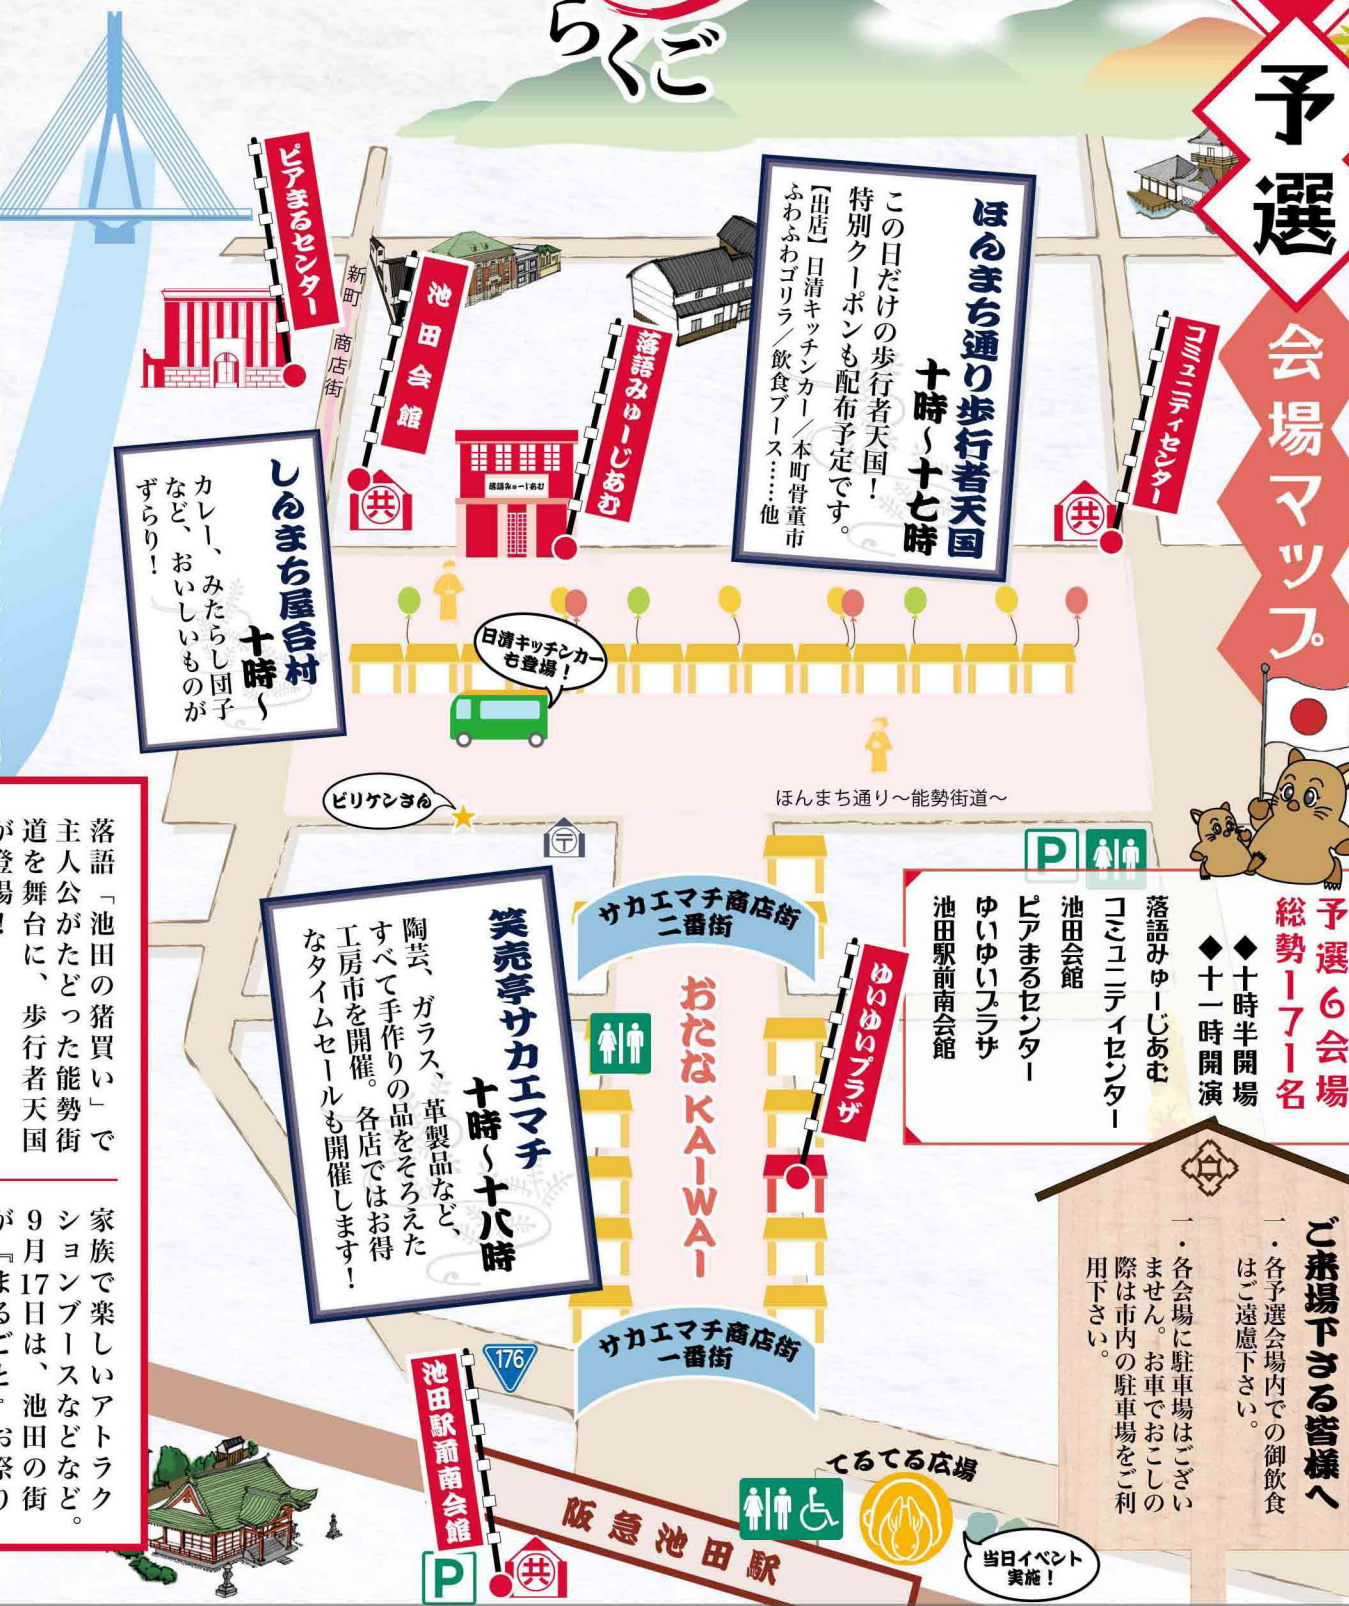 らくご
予選
会場マップ
ピアまるセンター
新町
商店街
池田会館
共
落語みゅーじあむ
落語みゅーじあむ
ほんまち通り歩行者天国
十時～十七時
この日だけの歩行者天国！
特別クーポンも配布予定です。
【出店】日清キッチンカー／本町骨董市
ふわふわゴリラ／飲食ブース……他
コミュニティセンター
共
しんまち屋台村
十時～
カレー、みたらし団子
など、おいしいものが
ずらり！
日清キッチンカー
も登場！
ビリケンさん
〒
ほんまち通り～能勢街道～
P
予選6会場
総勢171名
◆十時半開場
◆十一時開演
落語みゅーじあむ
コミュニティセンター
池田会館
ピアまるセンター
ゆいゆいプラザ
池田駅前南会館
サカエマチ商店街
二番街
おたなKAIWAI
ゆいゆいプラザ
笑売亭サカエマチ
十時～十八時
陶芸、ガラス、革製品など、
すべて手作りの品をそろえた
工房市を開催。各店ではお得
なタイムセールも開催します！
サカエマチ商店街
一番街
落語「池田の猪買い」で
主人公がたどった能勢街
道を舞台に、歩行者天国
が登場！
家族で楽しいアトラク
ションブースなどなど。
9月17日は、池田の街
が『まるごと』お祭り
ご来場下さる皆様へ
一・各予選会場内での御飲食
はご遠慮下さい。
一・各会場に駐車場はござい
ません。お車でおこしの
際は市内の駐車場をご利
用下さい。
176
池田駅前南会館
P
共
阪急池田駅
てるてる広場
当日イベント
実施！